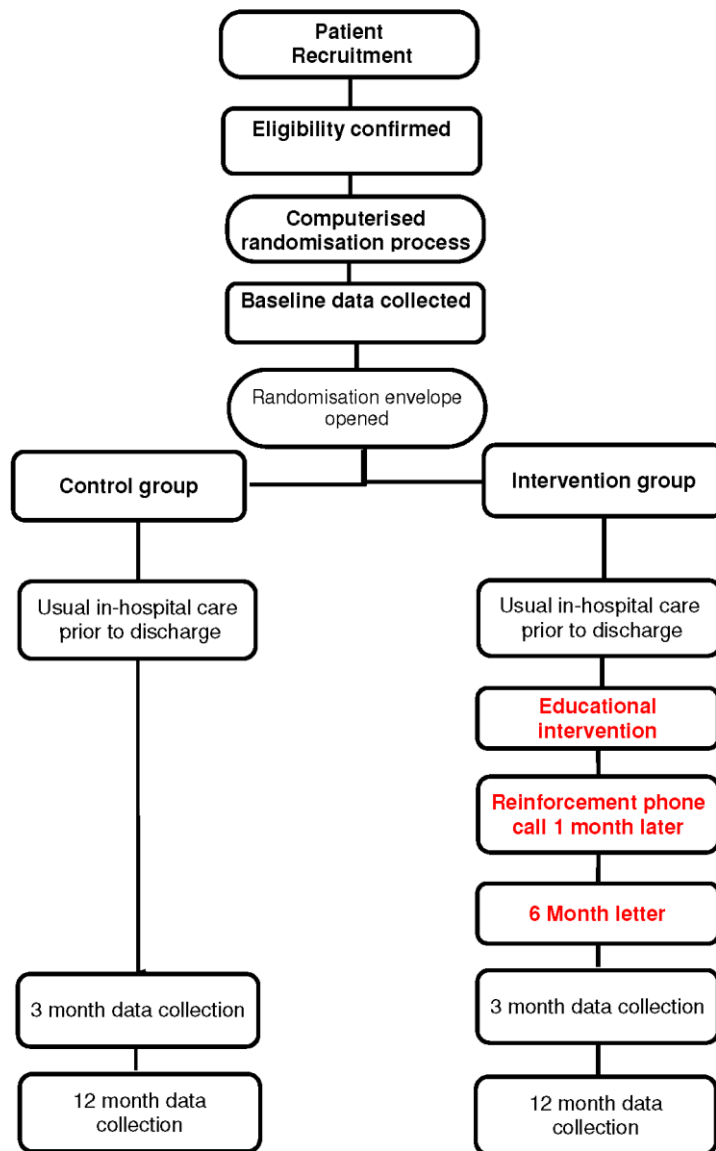 Patient
Recruitment
Eligibility confirmed
Computerised
randomisation process
Baseline data collected
Randomisation envelope
opened
Control group
Intervention group
Usual in-hospital care
prior to discharge
Usual in-hospital care
prior to discharge
Educational
intervention
Reinforcement phone
call 1 month later
6 Month letter
3 month data collection
3 month data collection
12 month data
collection
12 month data
collection